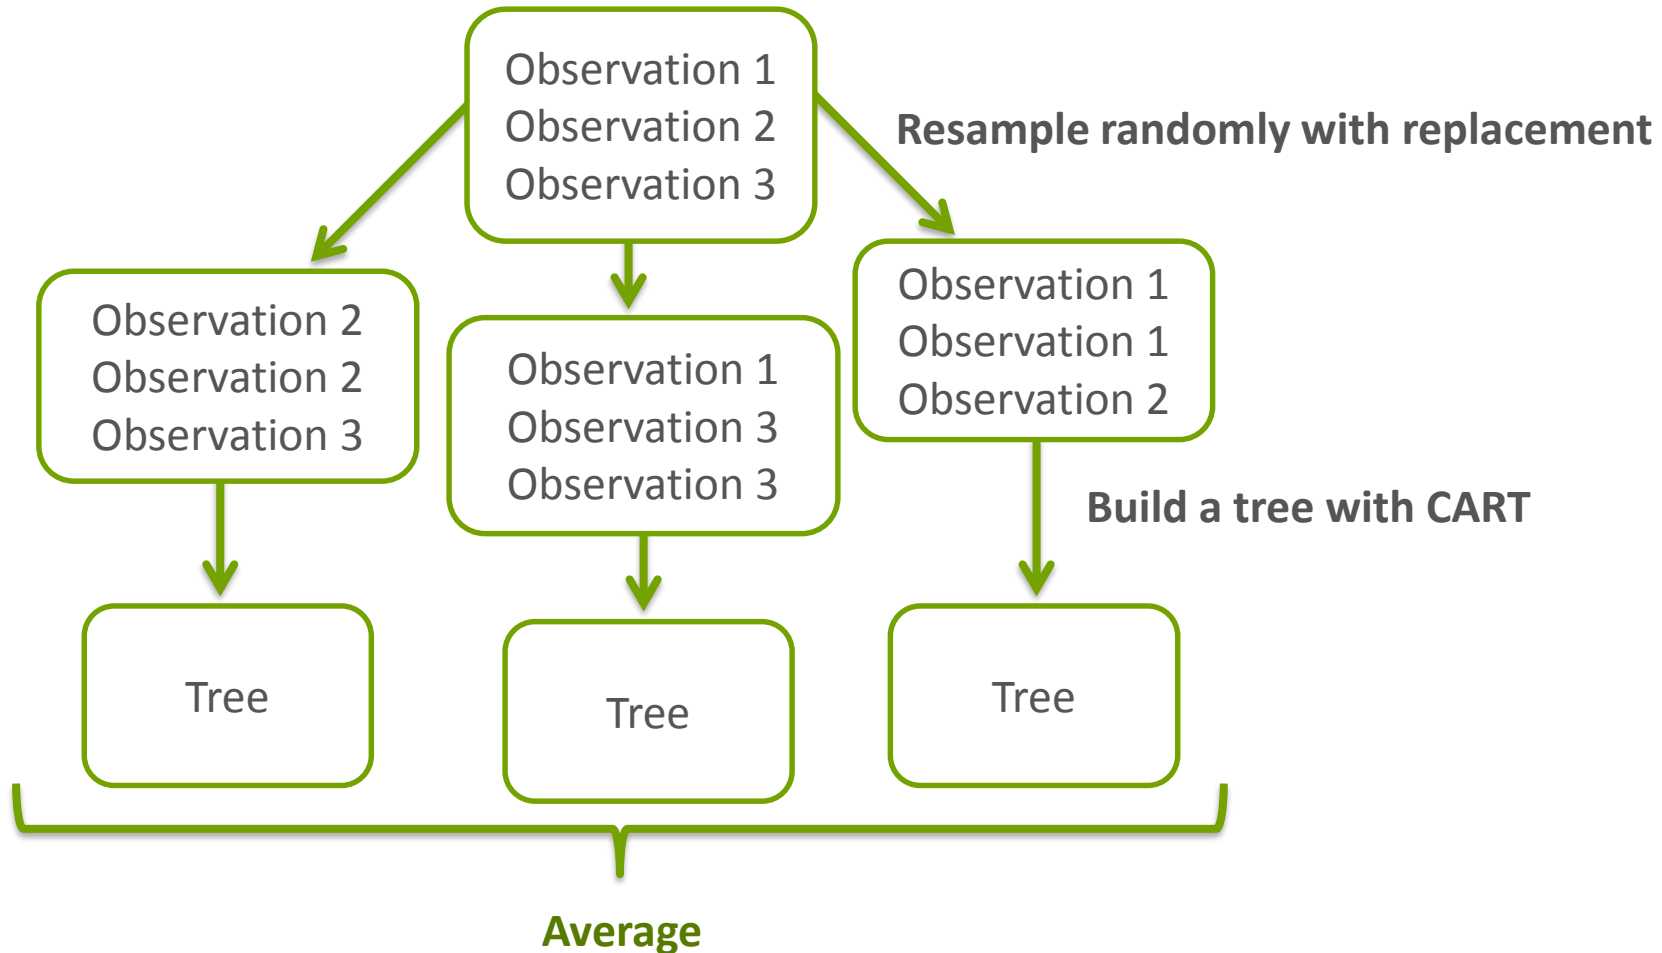 Observation 1
Observation 2
Observation 3
Resample randomly with replacement
Observation 2
Observation 2
Observation 3
Observation 1
Observation 3
Observation 3
Observation 1
Observation 1
Observation 2
Build a tree with CART
Tree
Tree
Tree
Average